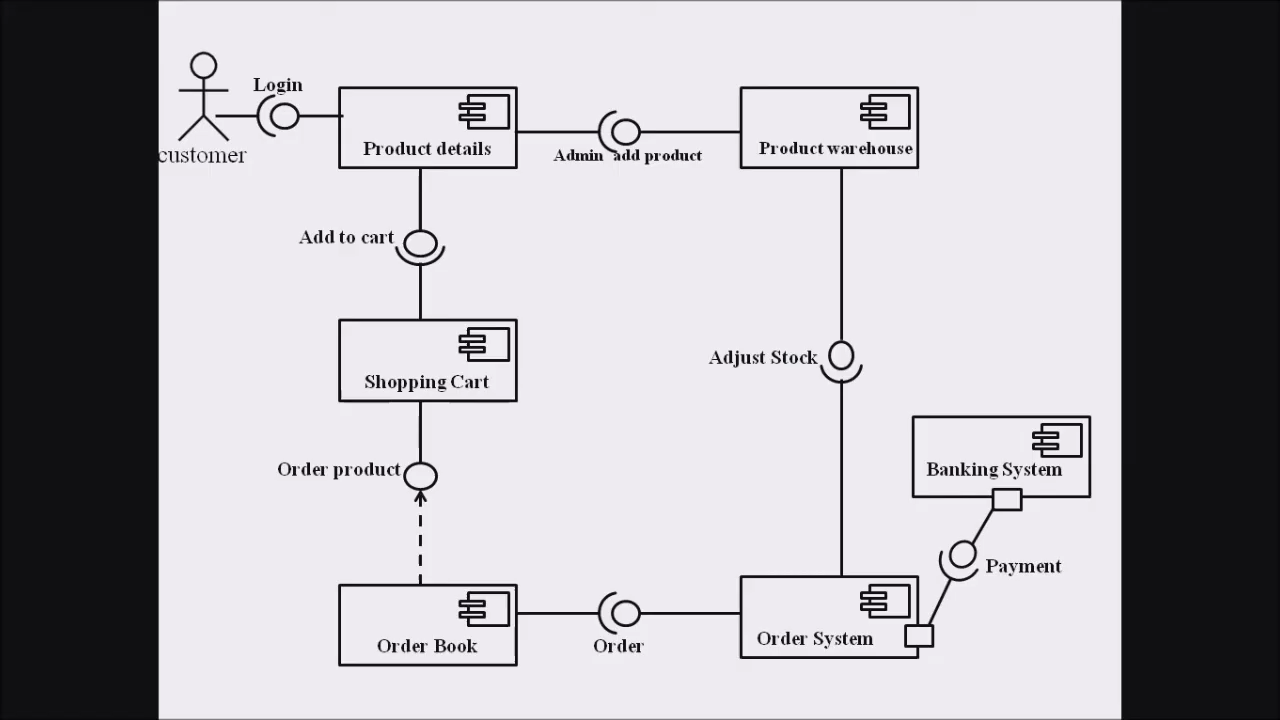 Login
customer
Product details
Admin add product
Product warehouse
Add to cart
Adjust Stock
Shopping Cart
Order product
Banking System
Payment
Order Book
Order
Order System